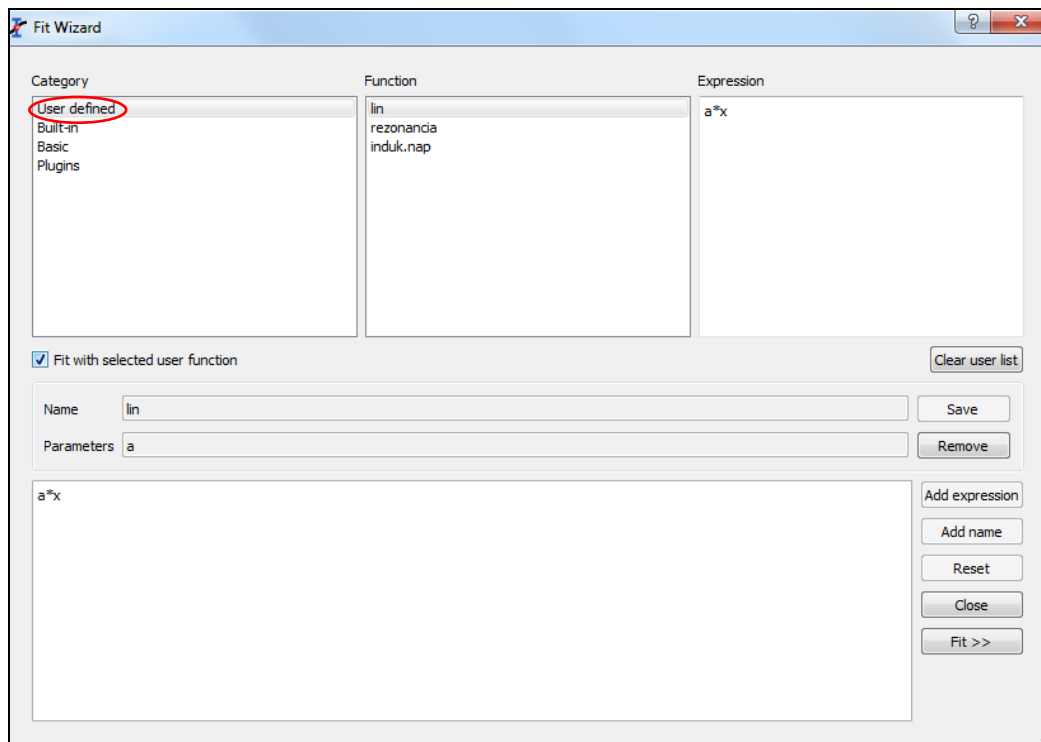 Fit Wizard
?
Category
Function
Expression
User defined
Built-in
Basic
Plugins
lin
rezonancia
induk.nap
a*x
Fit with selected user function
Clear user list
Name lin
Save
Parameters a
Remove
a*x
Add expression
Add name
Reset
Close
Fit >>